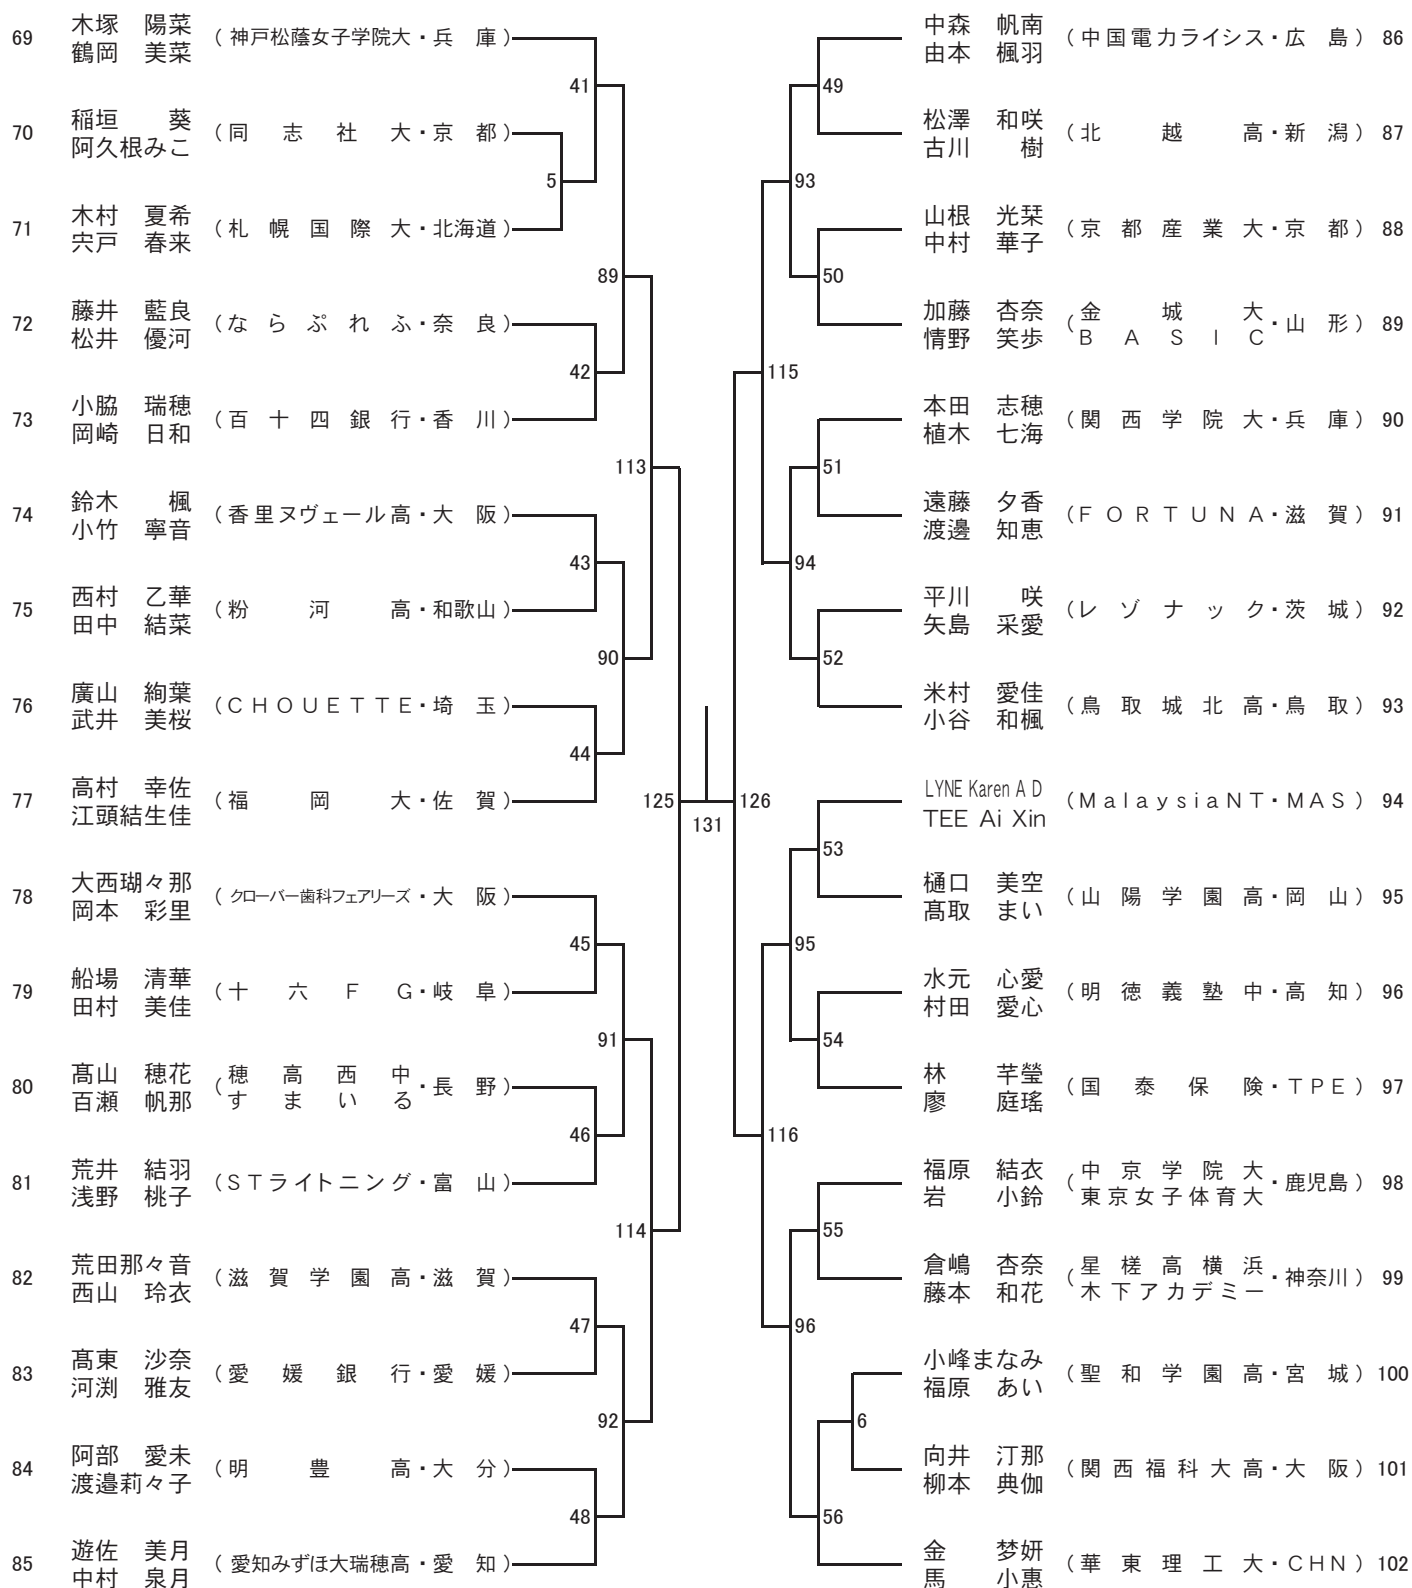 69 木塚 陽菜 (神戸松蔭女子学院大・兵庫)
鶴岡 美菜
41
70 稲垣 葵 (同志社大・京都)
阿久根みこ
5
71 木村 夏希 (札幌国際大・北海道)
宍戸 春来
89
72 藤井 藍良 (ならぷれふ・奈良)
松井 優河
42
73 小脇 瑞穂 (百十四銀行・香川)
岡崎 日和
113
74 鈴木 楓 (香里ヌヴェール高・大阪)
小竹 寧音
43
75 西村 乙華 (粉河高・和歌山)
田中 結菜
90
76 廣山 絢葉 (CHOUETTE・埼玉)
武井 美桜
44
77 高村 幸佐 (福岡大・佐賀)
江頭結生佳
125
131
78 大西瑚々那 (クローバー歯科フェアリーズ・大阪)
岡本 彩里
45
79 船場 清華 (十六FG・岐阜)
田村 美佳
91
80 髙山 穂花 (穂高西中・長野)
百瀬 帆那 すまいる
46
81 荒井 結羽 (STライトニング・富山)
浅野 桃子
114
82 荒田那々音 (滋賀学園高・滋賀)
西山 玲衣
47
83 髙東 沙奈 (愛媛銀行・愛媛)
河渕 雅友
92
84 阿部 愛未 (明豊高・大分)
渡邉莉々子
48
85 遊佐 美月 (愛知みずほ大瑞穂高・愛知)
中村 泉月
中森 帆南 (中国電力ライシス・広島) 86
由本 楓羽
49
松澤 和咲 (北越高・新潟) 87
古川 樹
93
山根 光栞 (京都産業大・京都) 88
中村 華子
50
加藤 杏奈 (金城大・山形) 89
情野 笑歩 BASIC
115
本田 志穂 (関西学院大・兵庫) 90
植木 七海
51
遠藤 夕香 (FORTUNA・滋賀) 91
渡邊 知恵
94
平川 咲 (レゾナック・茨城) 92
矢島 采愛
52
米村 愛佳 (鳥取城北高・鳥取) 93
小谷 和楓
126
LYNE Karen A D (MalaysiaNT・MAS) 94
TEE Ai Xin
53
樋口 美空 (山陽学園高・岡山) 95
髙取 まい
95
水元 心愛 (明徳義塾中・高知) 96
村田 愛心
54
林 芊瑩 (国泰保険・TPE) 97
廖 庭瑤
116
福原 結衣 (中京学院大・鹿児島) 98
岩 小鈴 東京女子体育大
55
倉嶋 杏奈 (星槎高横浜・神奈川) 99
藤本 和花 木下アカデミー
96
小峰まなみ (聖和学園高・宮城) 100
福原 あい
6
向井 汀那 (関西福科大高・大阪) 101
柳本 典伽
56
金 梦妍 (華東理工大・CHN) 102
馬 小惠